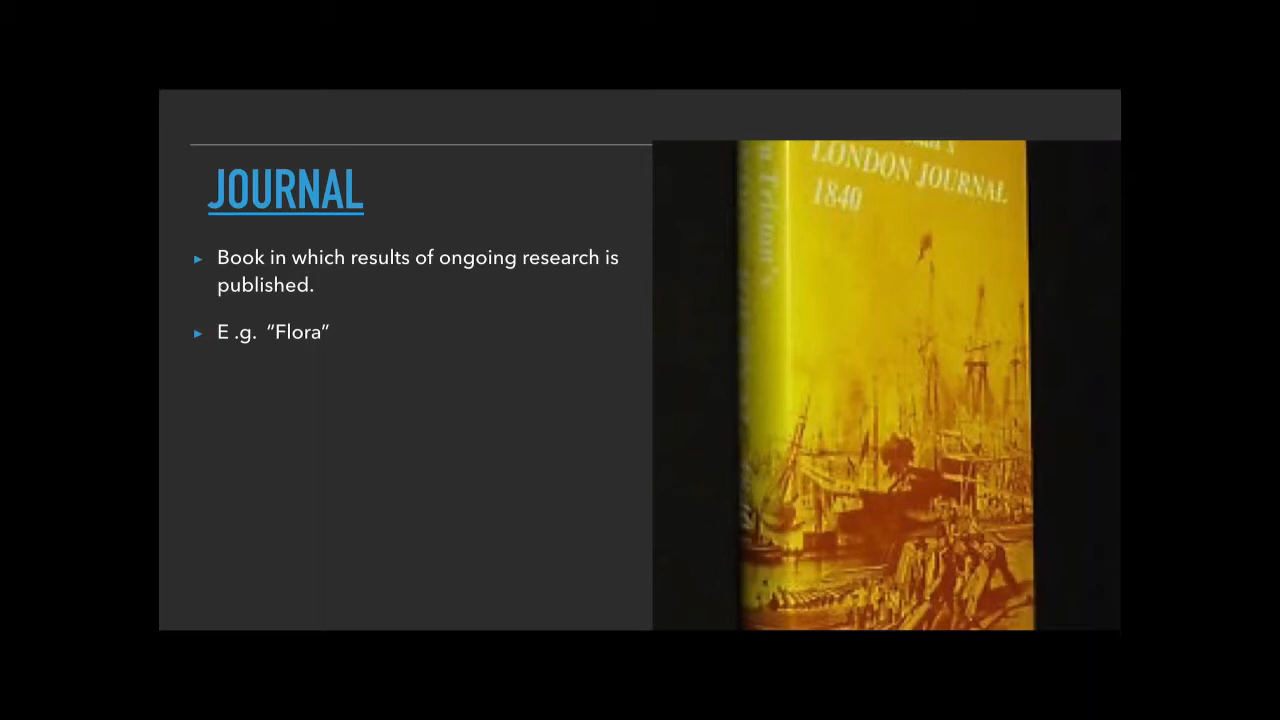 JOURNAL
▸ Book in which results of ongoing research is
published.
▸ E .g. “Flora”
LONDON JOURNAL
1840